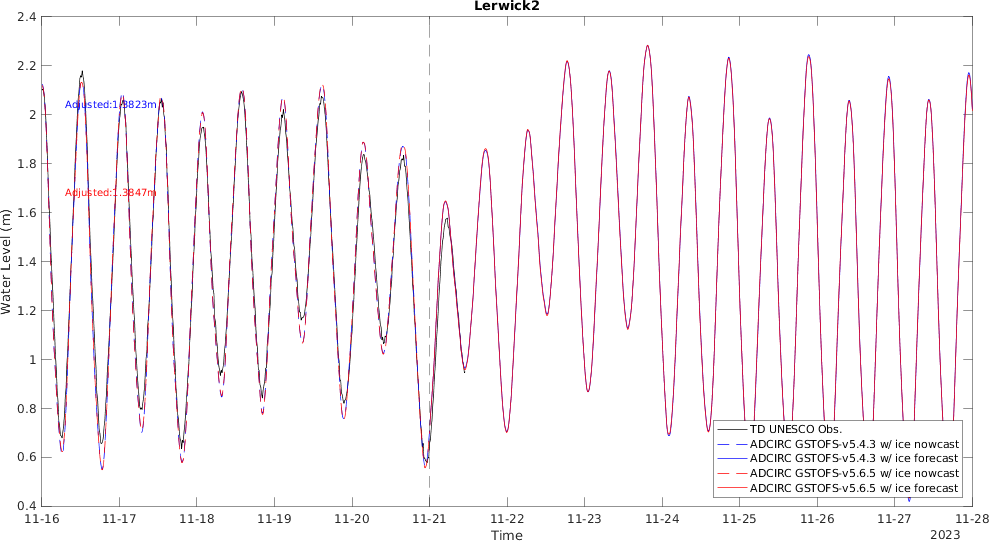 Lerwick2
2.4
2.2
2
1.8
1.6
1.4
1.2
1
0.8
0.6
0.4
Water Level (m)
Adjusted:1.3823m
Adjusted:1.3847m
TD UNESCO Obs.
ADCIRC GSTOFS-v5.4.3 w/ ice nowcast
ADCIRC GSTOFS-v5.4.3 w/ ice forecast
ADCIRC GSTOFS-v5.6.5 w/ ice nowcast
ADCIRC GSTOFS-v5.6.5 w/ ice forecast
11-16 11-17 11-18 11-19 11-20 11-21 11-22 11-23 11-24 11-25 11-26 11-27 11-28
Time
2023